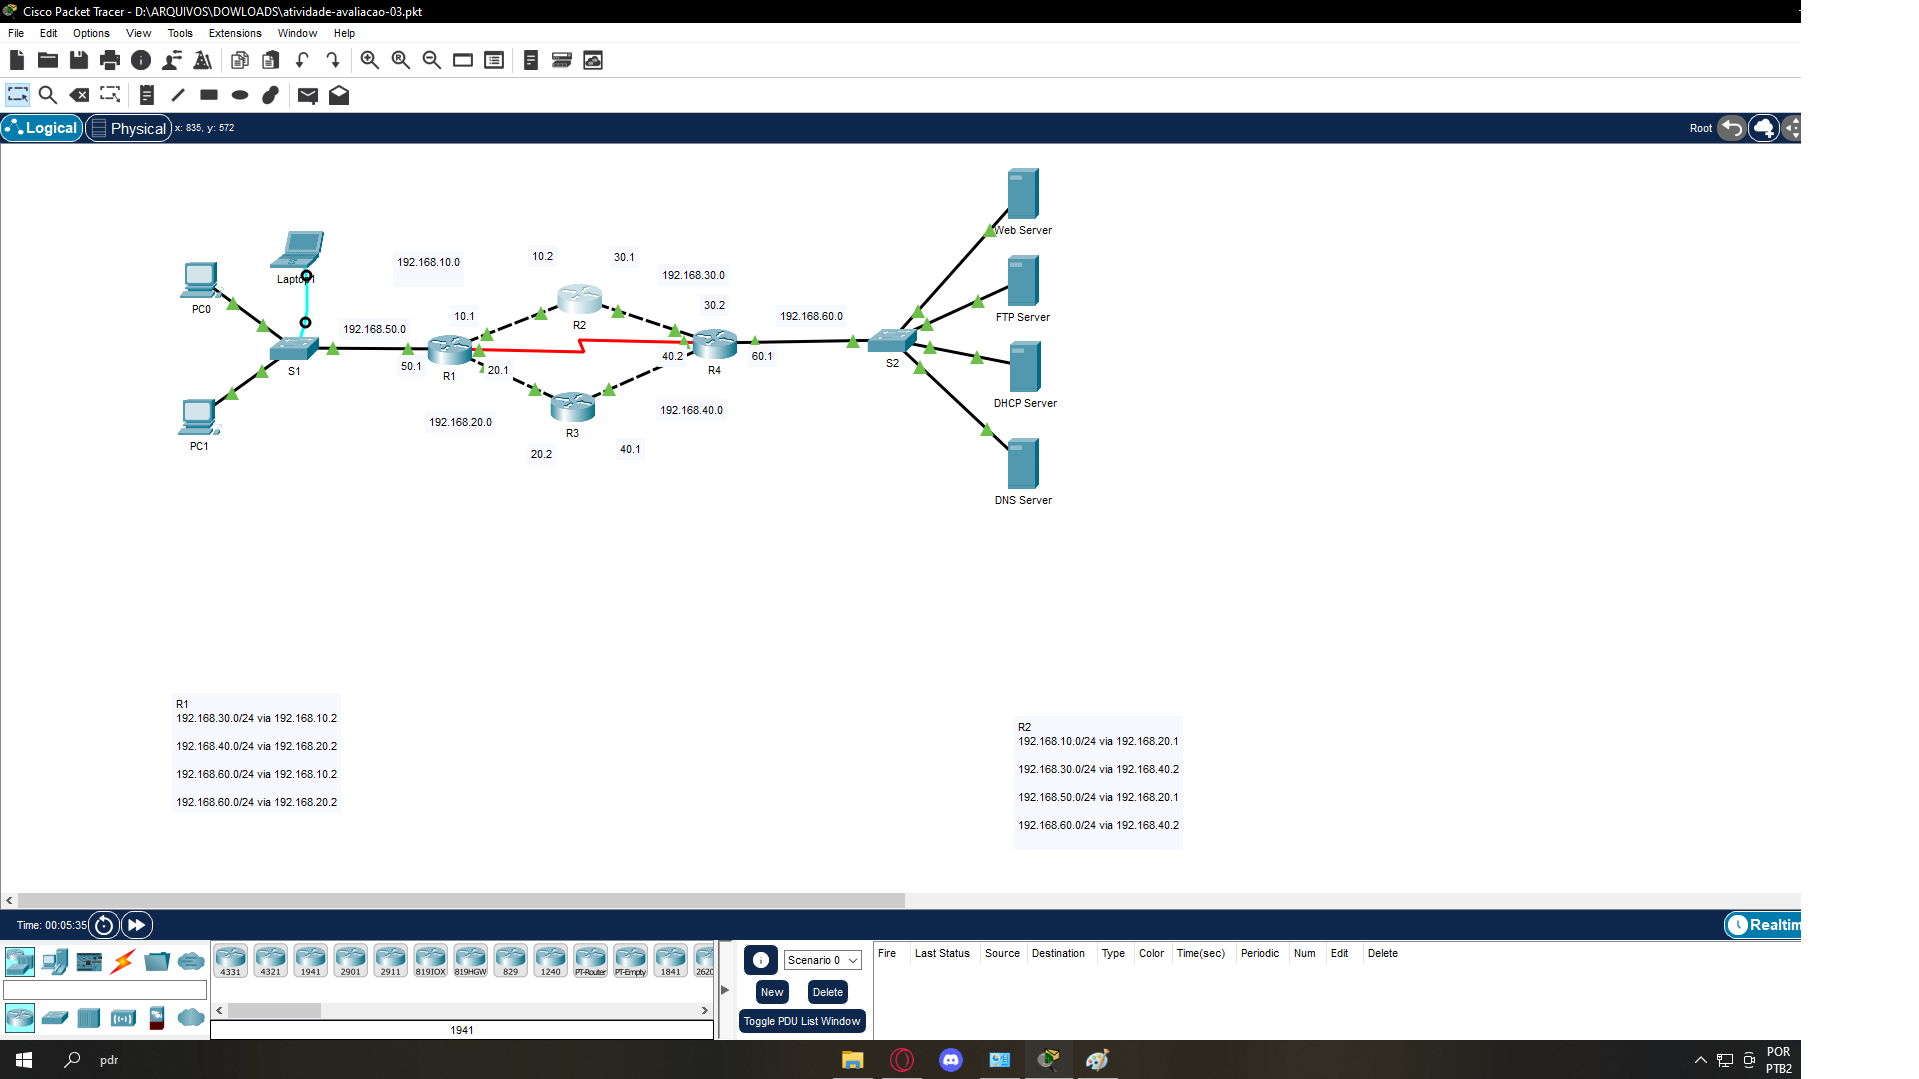 Cisco Packet Tracer - D:\ARQUIVOS\DOWLOADS\atividade-avaliacao-03.pkt
File Edit Options View Tools Extensions Window Help
Logical Physical x: 835, y: 572 Root
Web Server
10.2 30.1
192.168.10.0
192.168.30.0
Laptop1
30.2
PC0
10.1 192.168.60.0
FTP Server
R2
192.168.50.0
40.2 60.1
S2
50.1 20.1
S1 R1 R4
DHCP Server
192.168.40.0
192.168.20.0
R3
PC1
20.2 40.1
DNS Server
R1
192.168.30.0/24 via 192.168.10.2
192.168.40.0/24 via 192.168.20.2
192.168.60.0/24 via 192.168.10.2
192.168.60.0/24 via 192.168.20.2
R2
192.168.10.0/24 via 192.168.20.1
192.168.30.0/24 via 192.168.40.2
192.168.50.0/24 via 192.168.20.1
192.168.60.0/24 via 192.168.40.2
Time: 00:05:35 Realtim
4331 4321 1941 2901 2911 819IOX 819HGW 829 1240 PT-Router PT-Empty 1841 2620
1941
Scenario 0
New Delete
Toggle PDU List Window
Fire Last Status Source Destination Type Color Time(sec) Periodic Num Edit Delete
pdr
POR
PTB2